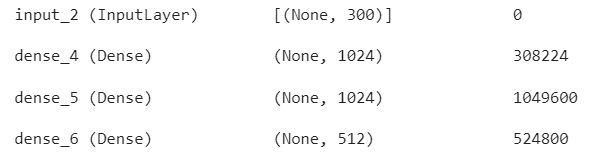 input_2 (InputLayer) [(None, 300)] 0
dense_4 (Dense) (None, 1024) 308224
dense_5 (Dense) (None, 1024) 1049600
dense_6 (Dense) (None, 512) 524800